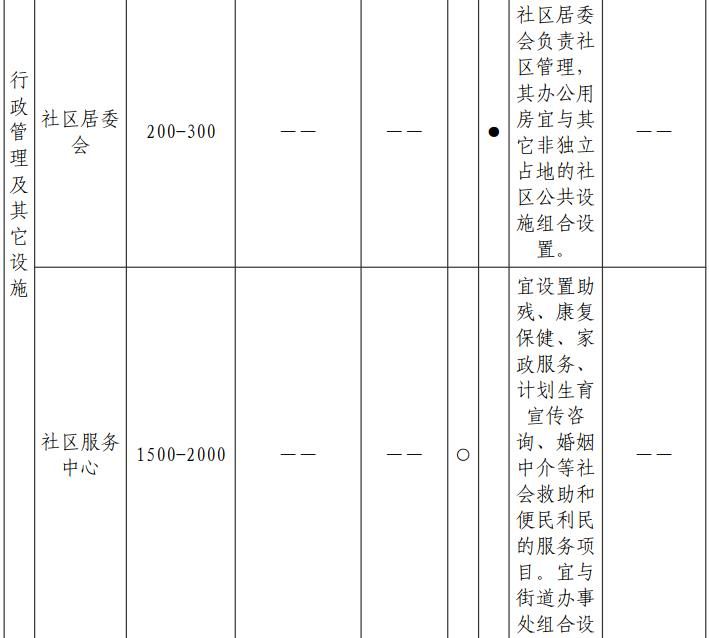 行
政
管
理
及
其
它
设
施
社区居委
会
200-300
——
——
●
社区居委
会负责社
区管理，
其办公用
房宜与其
它非独立
占地的社
区公共设
施组合设
置。
——
社区服务
中心
1500-2000
——
——
○
宜设置助
残、康复
保健、家
政服务、
计划生育
宣传咨
询、婚姻
中介等社
会救助和
便民利民
的服务项
目。宜与
街道办事
处组合设
——